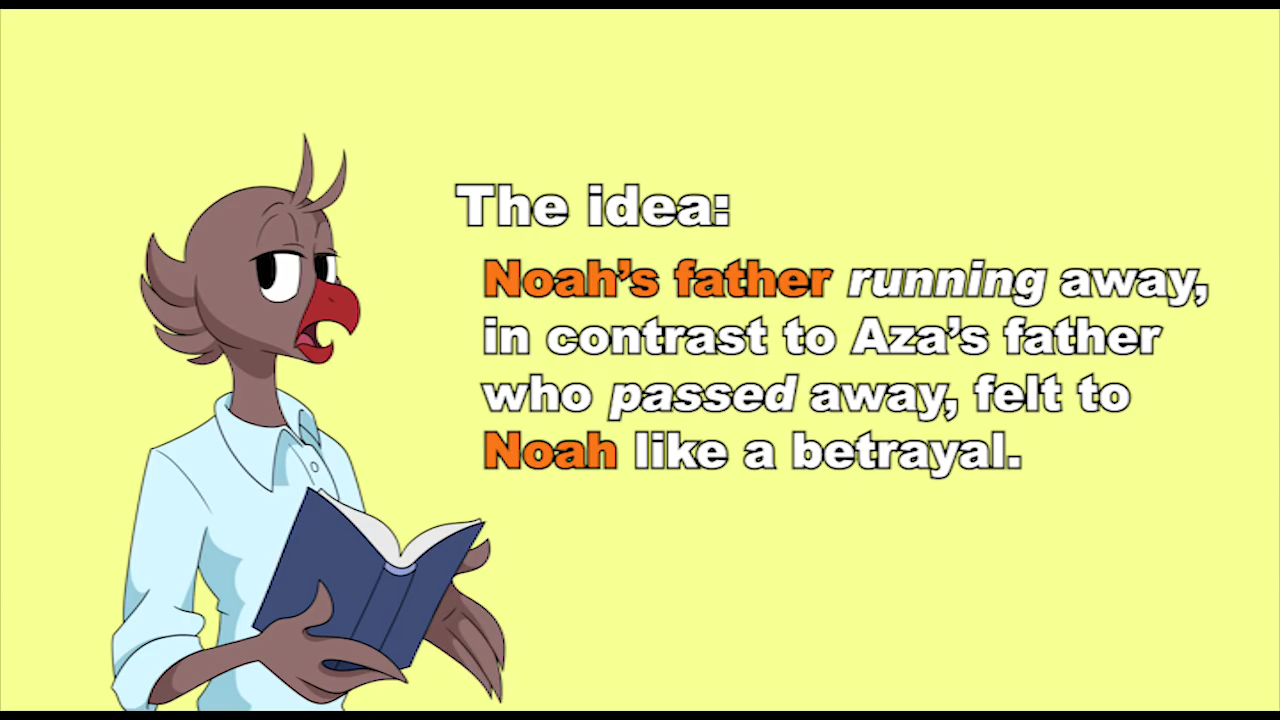 The idea:
Noah’s father running away,
in contrast to Aza’s father
who passed away, felt to
Noah like a betrayal.